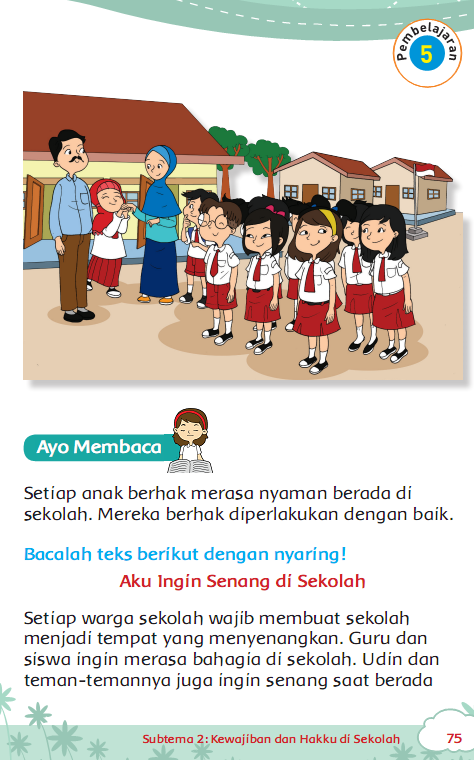 Pembelajaran
5
Ayo Membaca
Setiap anak berhak merasa nyaman berada di
sekolah. Mereka berhak diperlakukan dengan baik.
Bacalah teks berikut dengan nyaring!
Aku Ingin Senang di Sekolah
Setiap warga sekolah wajib membuat sekolah
menjadi tempat yang menyenangkan. Guru dan
siswa ingin merasa bahagia di sekolah. Udin dan
teman-temannya juga ingin senang saat berada
Subtema 2: Kewajiban dan Hakku di Sekolah
75